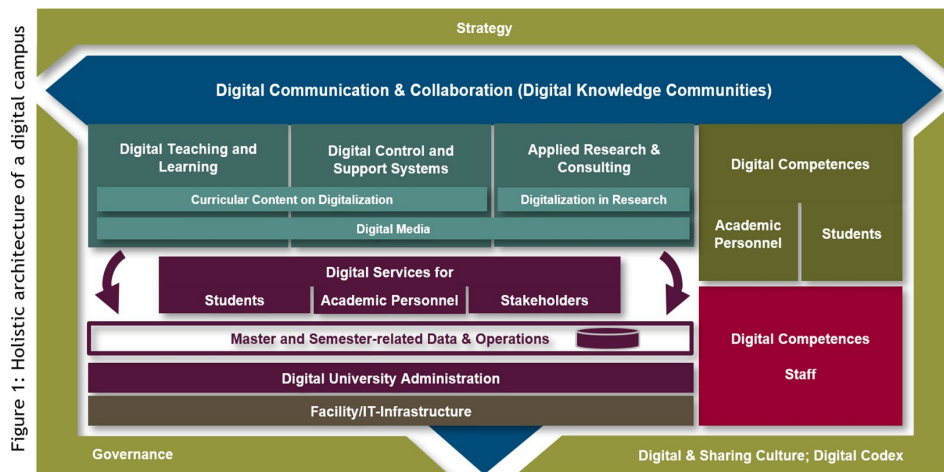 Figure 1: Holistic architecture of a digital campus
Strategy
Digital Communication & Collaboration (Digital Knowledge Communities)
Digital Teaching and
Learning
Digital Control and
Support Systems
Applied Research &
Consulting
Curricular Content on Digitalization
Digitalization in Research
Digital Media
Digital Competences
Academic
Personnel
Students
Digital Services for
Students
Academic Personnel
Stakeholders
Master and Semester-related Data & Operations
Digital University Administration
Facility/IT-Infrastructure
Digital Competences
Staff
Governance
Digital & Sharing Culture; Digital Codex